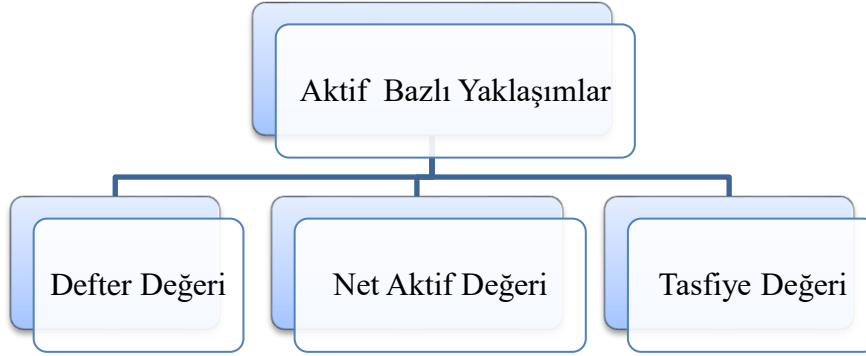 Aktif  Bazlı Yaklaşımlar
Defter Değeri
Net Aktif Değeri
Tasfiye Değeri